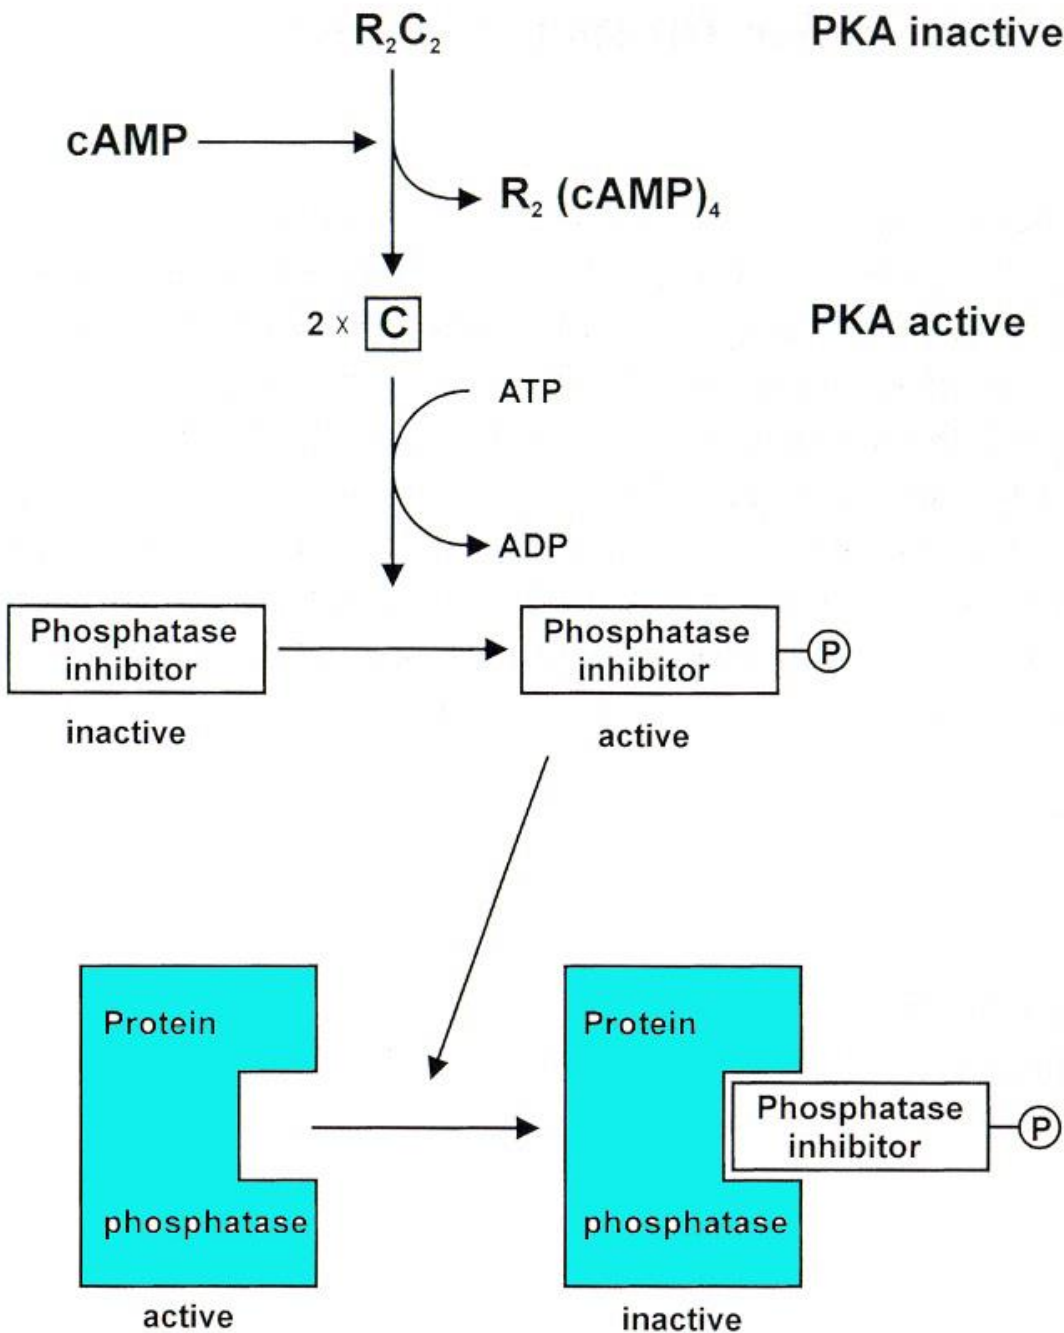 R₂C₂
PKA inactive
cAMP
R₂ (cAMP)₄
2 x C
PKA active
ATP
ADP
Phosphatase
inhibitor
inactive
Phosphatase
inhibitor
P
active
Protein
phosphatase
active
Protein
phosphatase
Phosphatase
inhibitor
P
inactive